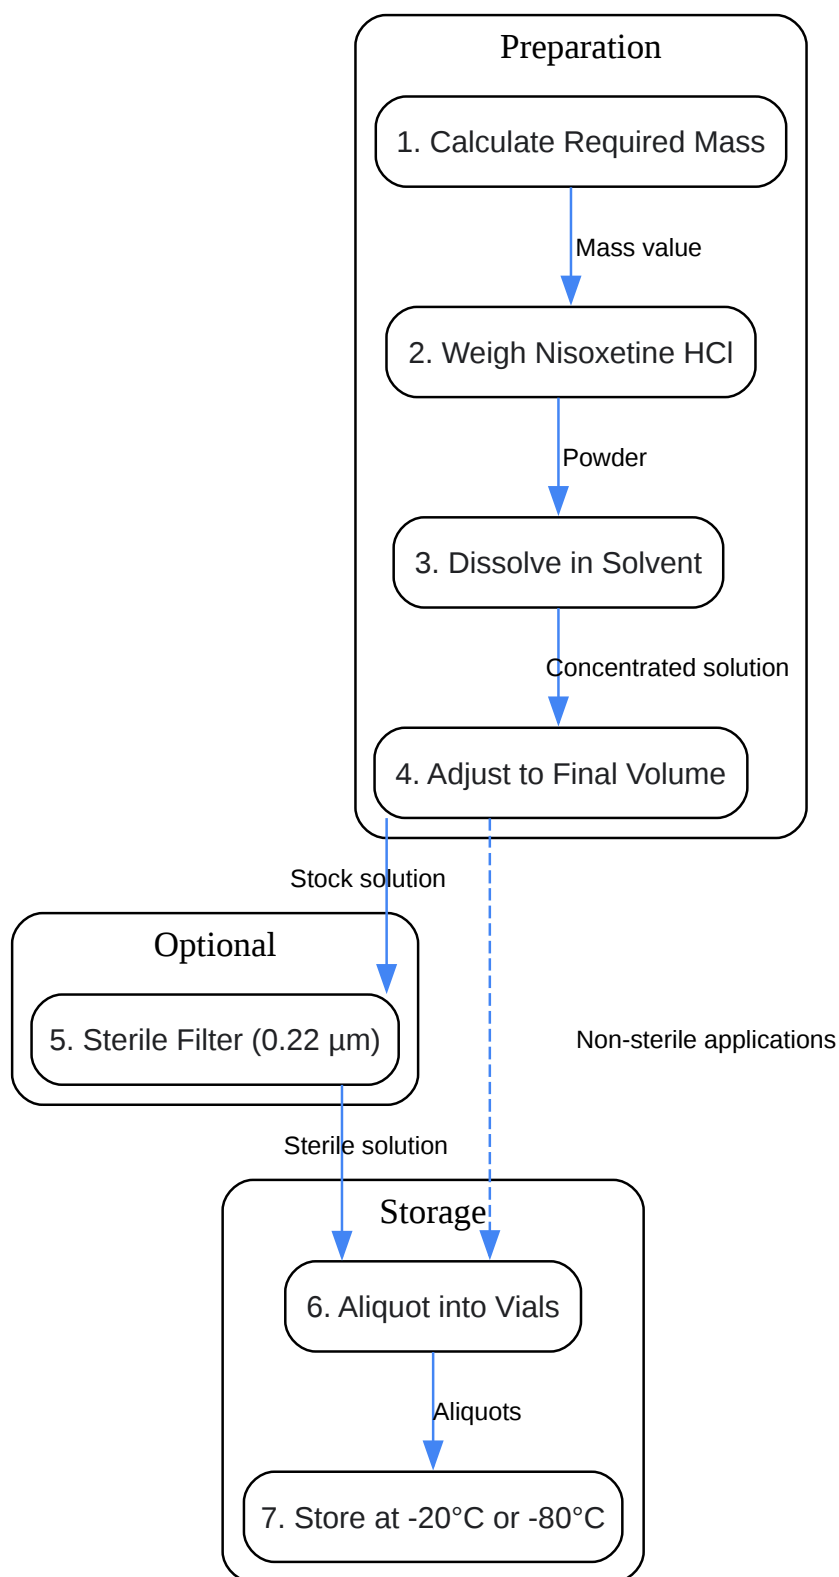 Preparation
1. Calculate Required Mass
Mass value
2. Weigh Nisoxetine HCl
Powder
3. Dissolve in Solvent
Concentrated solution
4. Adjust to Final Volume
Stock solution
Optional
5. Sterile Filter (0.22 µm)
Non-sterile applications
Sterile solution
Storage
6. Aliquot into Vials
Aliquots
7. Store at -20°C or -80°C